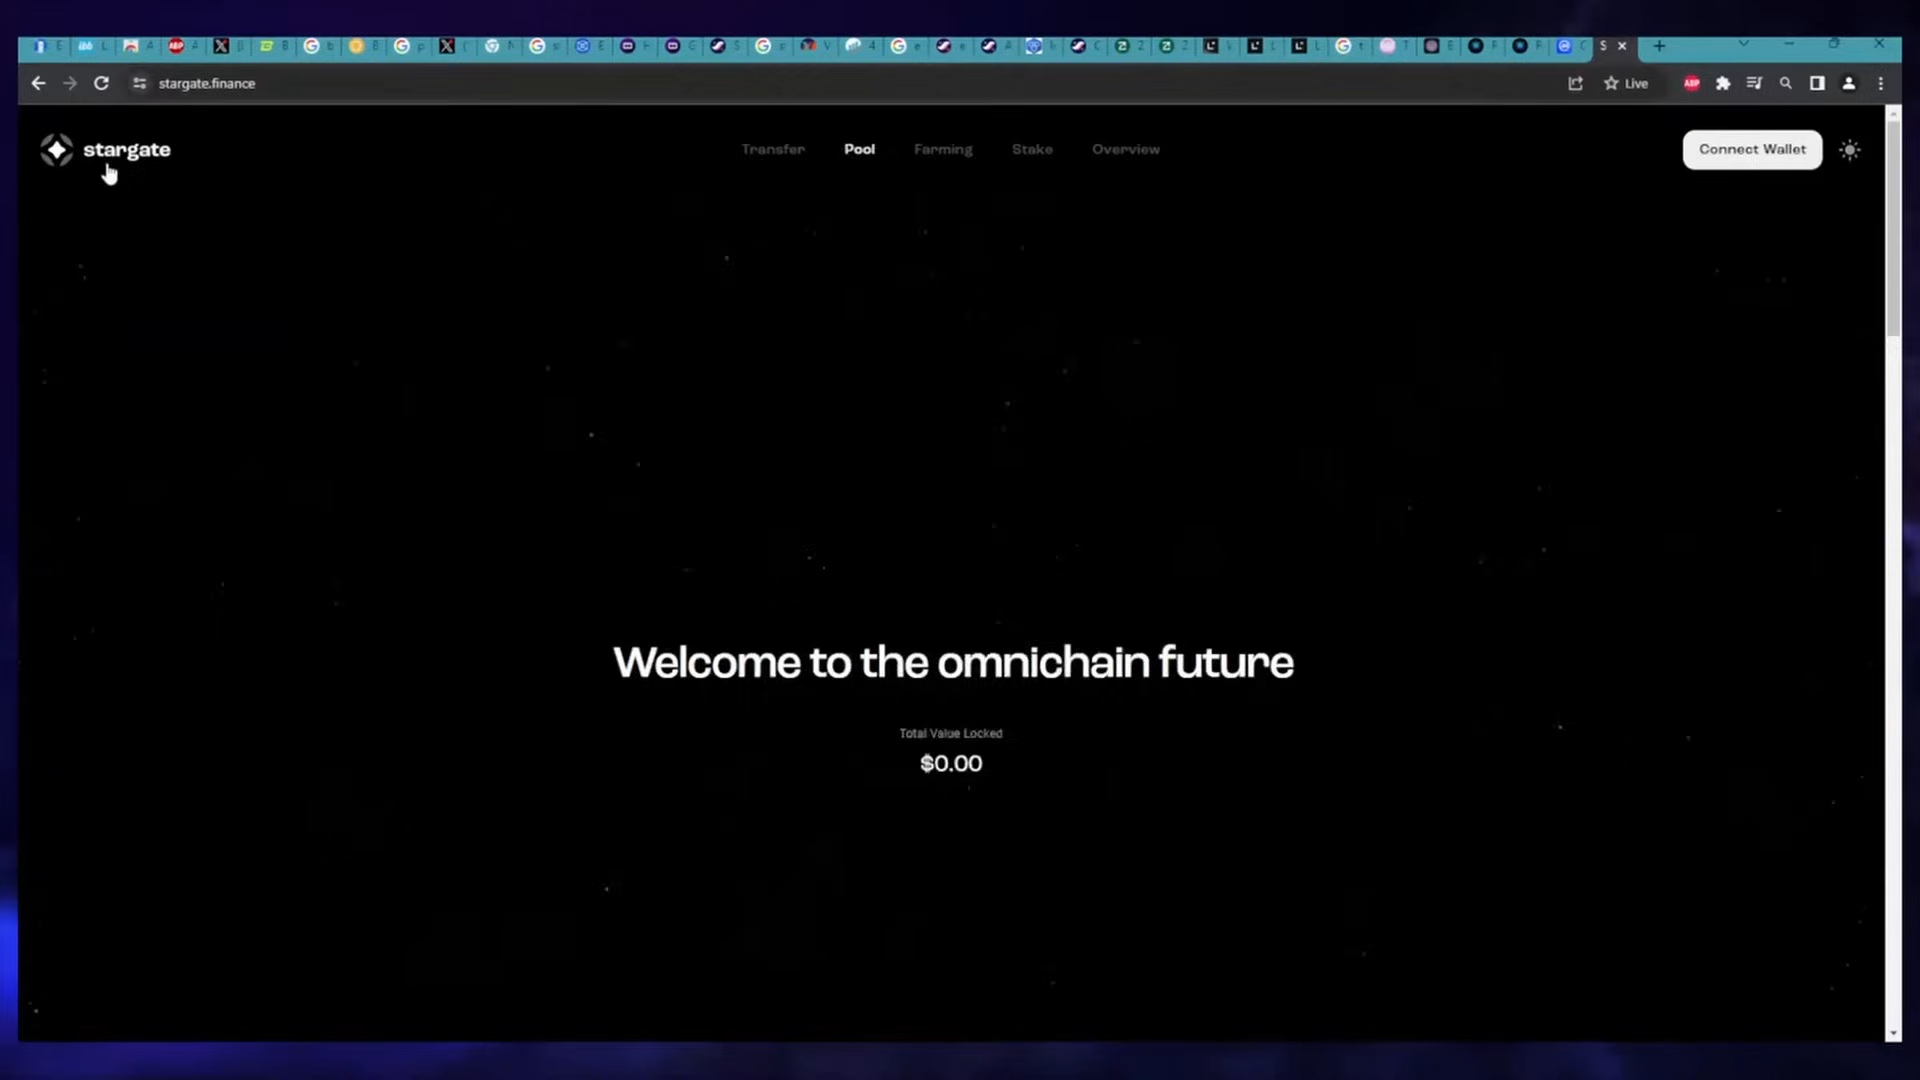 stargate.finance
Live
ABP
stargate
Transfer
Pool
Farming
Stake
Overview
Connect Wallet
Welcome to the omnichain future
Total Value Locked
$0.00